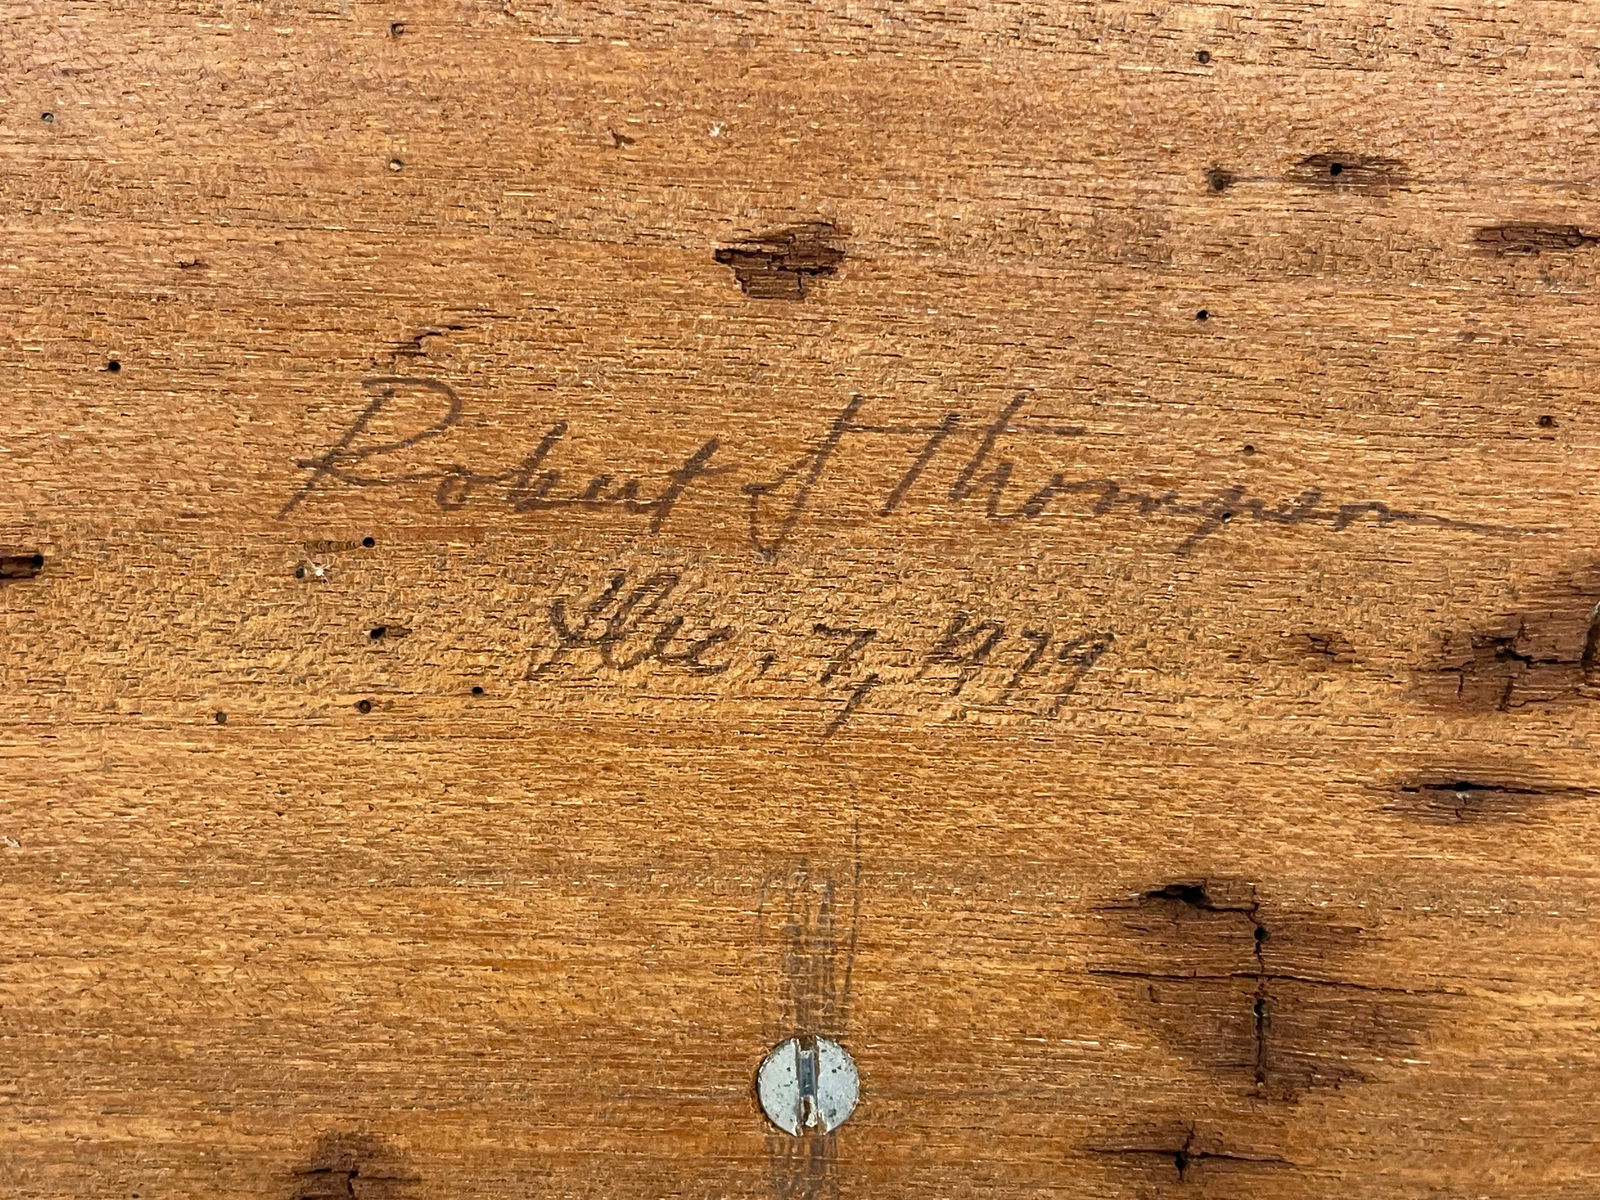 Robert J Thompson
Dec. 7, 1979